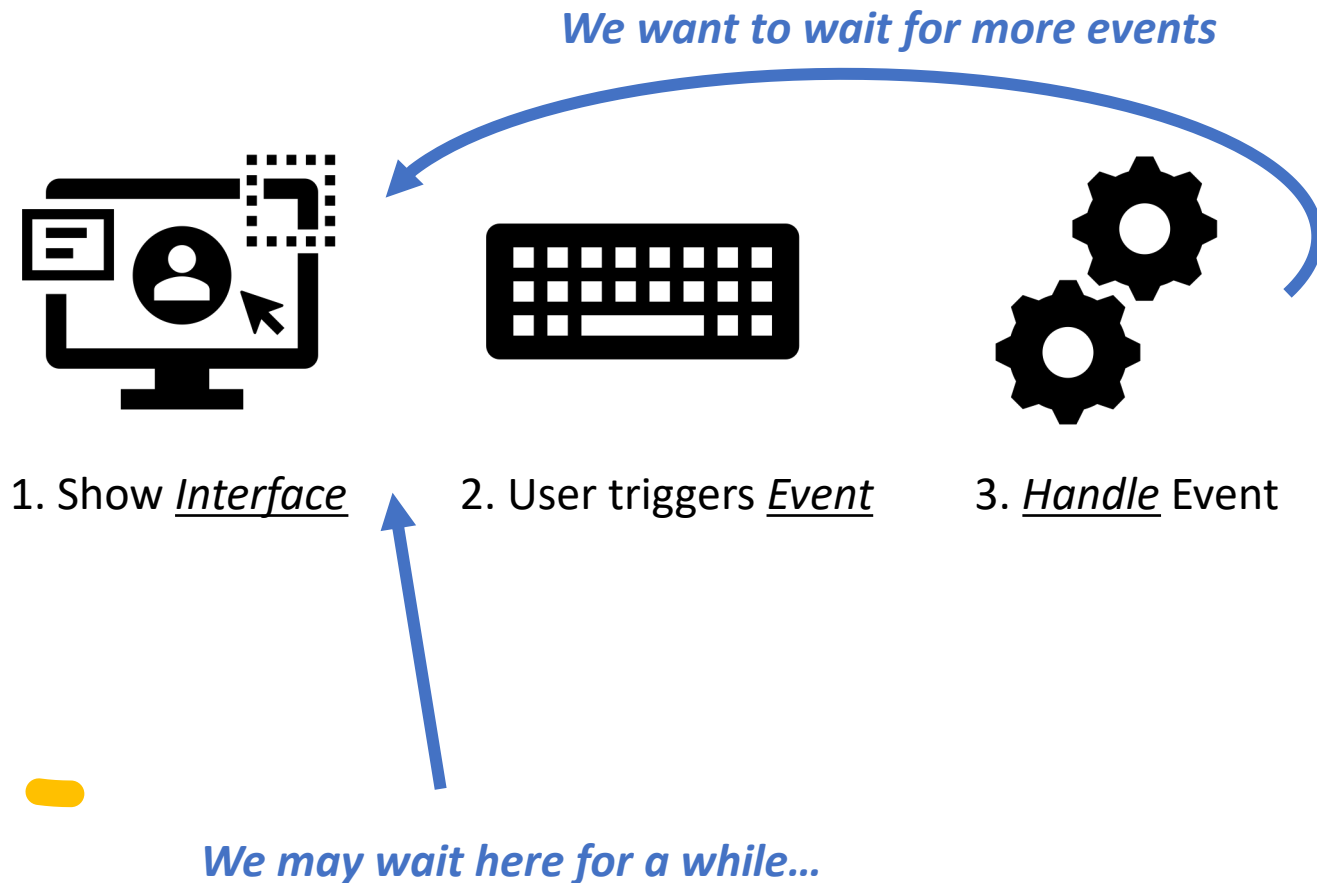 We want to wait for more events
1. Show Interface
2. User triggers Event
3. Handle Event
We may wait here for a while…